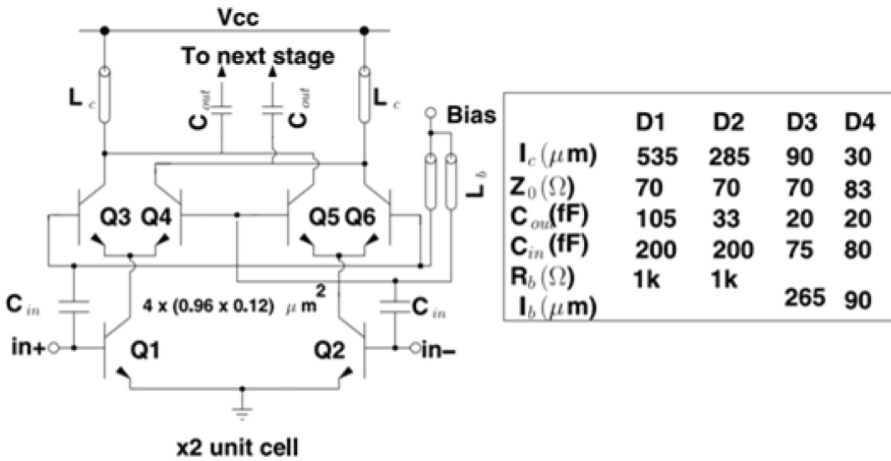 Vcc
To next stage
L c
C out
C out
L c
Bias
L b
Q3 Q4
Q5 Q6
C in
4 x (0.96 x 0.12) μm²
C in
in+
Q1
Q2
in-
x2 unit cell
D1 D2 D3 D4
I c (μm) 535 285 90 30
Z 0 (Ω) 70 70 70 83
C out (fF) 105 33 20 20
C in (fF) 200 200 75 80
R b (Ω) 1k 1k
I b (μm) 265 90